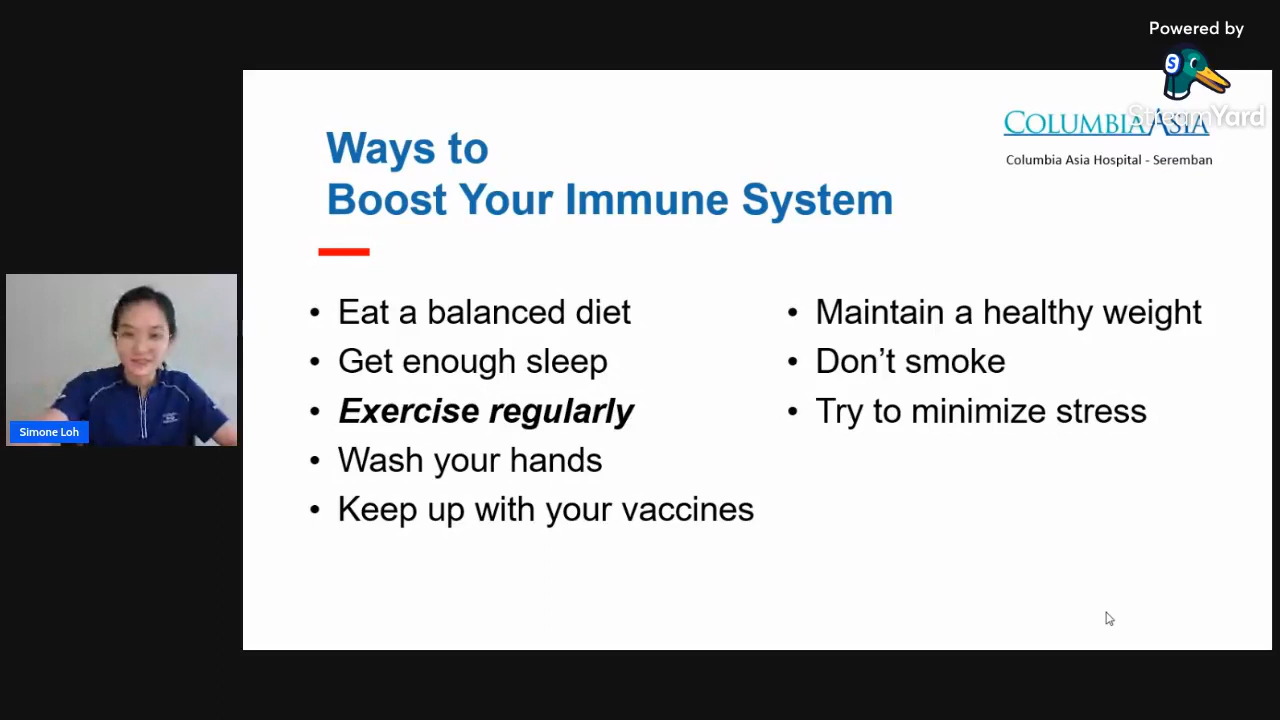 Powered by
StreamYard
COLUMBIA ASIA
Columbia Asia Hospital - Seremban
Ways to
Boost Your Immune System
• Eat a balanced diet
• Get enough sleep
• Exercise regularly
• Wash your hands
• Keep up with your vaccines
• Maintain a healthy weight
• Don’t smoke
• Try to minimize stress
Simone Loh